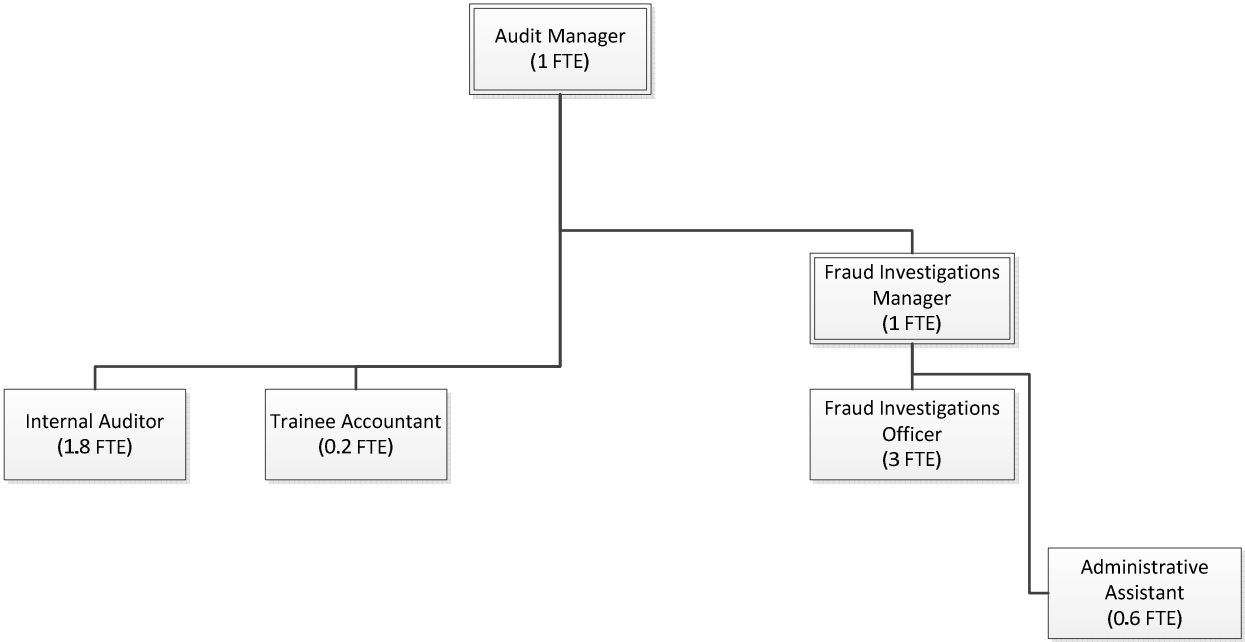 Audit Manager
(1 FTE)
Fraud Investigations
Manager
(1 FTE)
Internal Auditor
(1.8 FTE)
Trainee Accountant
(0.2 FTE)
Fraud Investigations
Officer
(3 FTE)
Administrative
Assistant
(0.6 FTE)